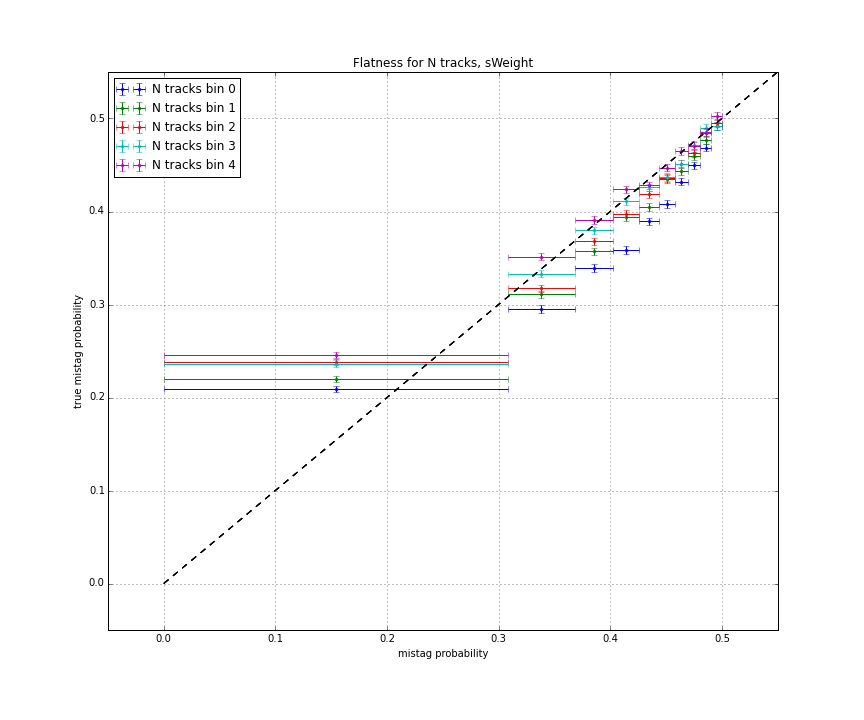 Flatness for N tracks, sWeight
N tracks bin 0
N tracks bin 1
N tracks bin 2
N tracks bin 3
N tracks bin 4
true mistag probability
0.5
0.4
0.3
0.2
0.1
0.0
0.0 0.1 0.2 0.3 0.4 0.5
mistag probability